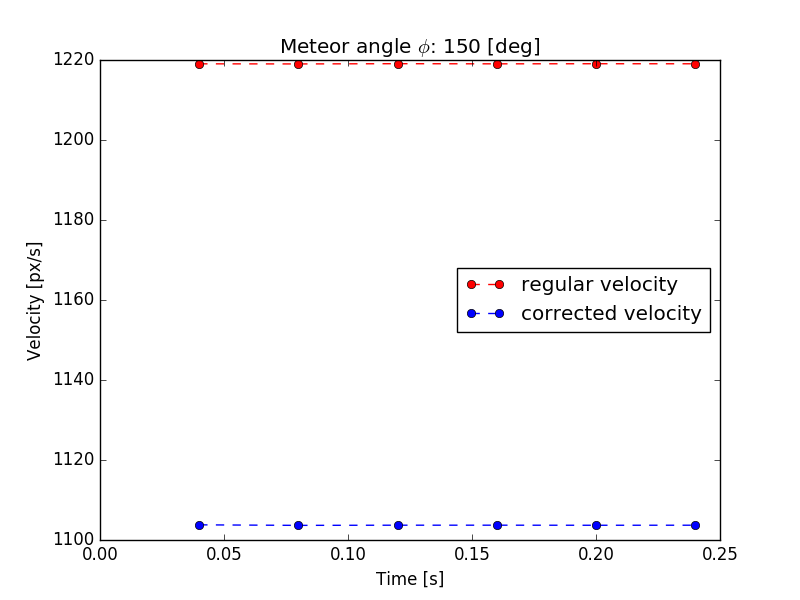 Meteor angle ϕ: 150 [deg]
1220
1200
1180
1160
1140
1120
1100
Velocity [px/s]
regular velocity
corrected velocity
0.00 0.05 0.10 0.15 0.20 0.25
Time [s]